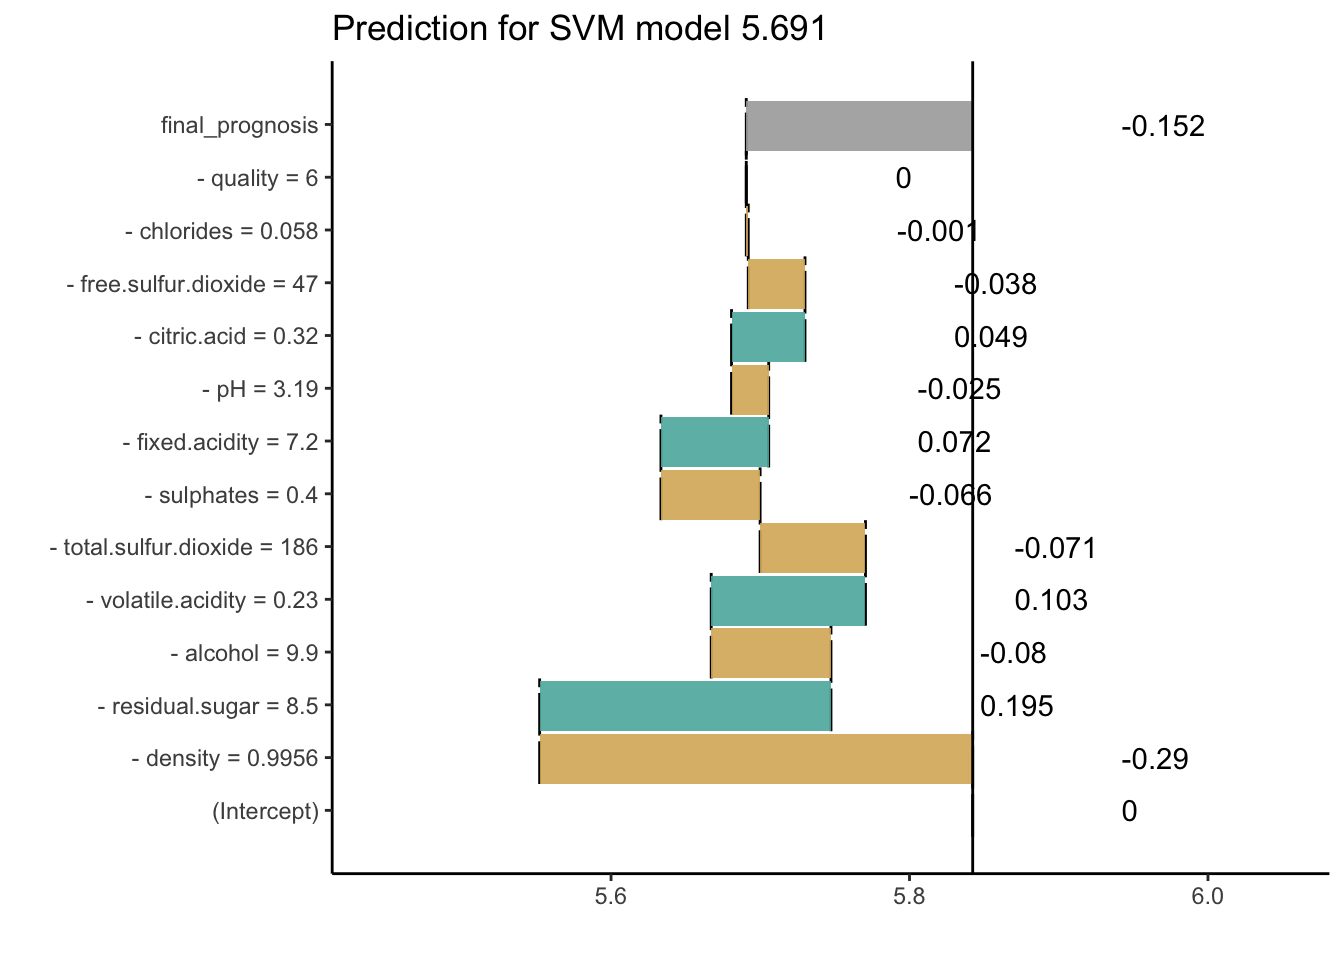 Prediction for SVM model 5.691
final_prognosis -0.152
- quality = 6 0
- chlorides = 0.058 -0.001
- free.sulfur.dioxide = 47 -0.038
- citric.acid = 0.32 0.049
- pH = 3.19 -0.025
- fixed.acidity = 7.2 0.072
- sulphates = 0.4 -0.066
- total.sulfur.dioxide = 186 -0.071
- volatile.acidity = 0.23 0.103
- alcohol = 9.9 -0.08
- residual.sugar = 8.5 0.195
- density = 0.9956 -0.29
(Intercept) 0
5.6 5.8 6.0